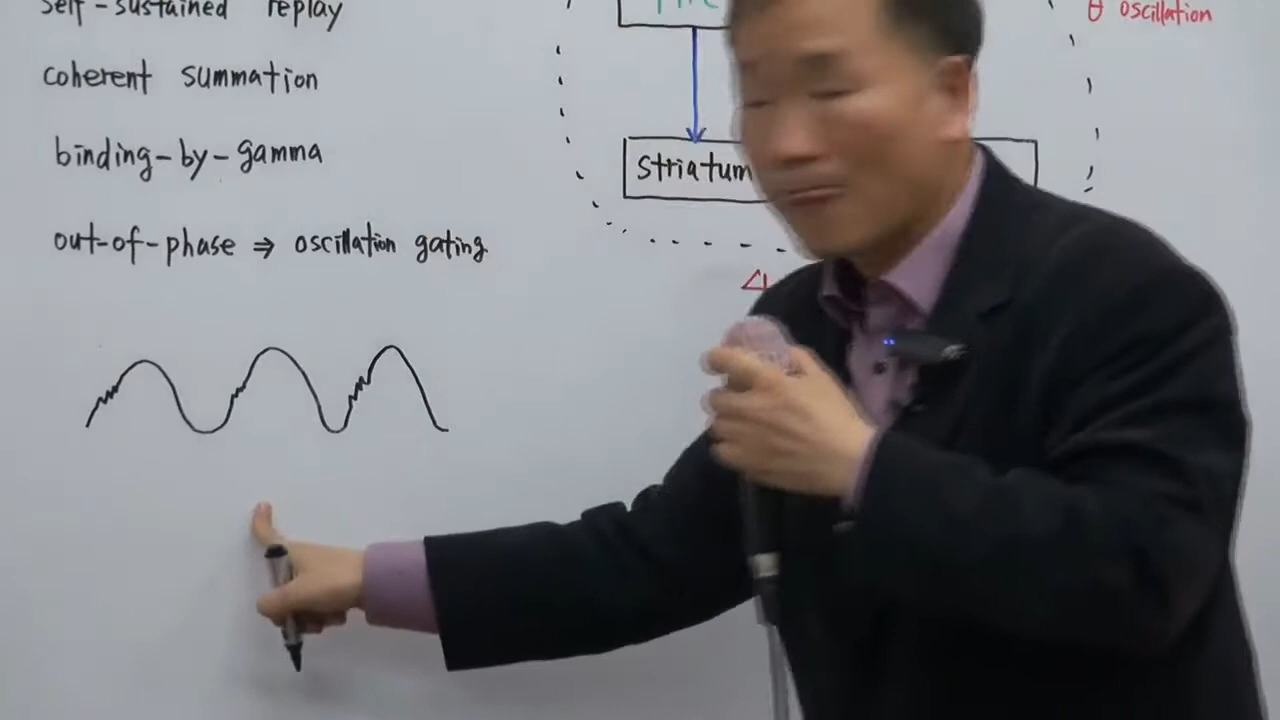 self-sustained replay
coherent summation
binding-by-gamma
out-of-phase ⇒ oscillation gating
θ oscillation
striatum